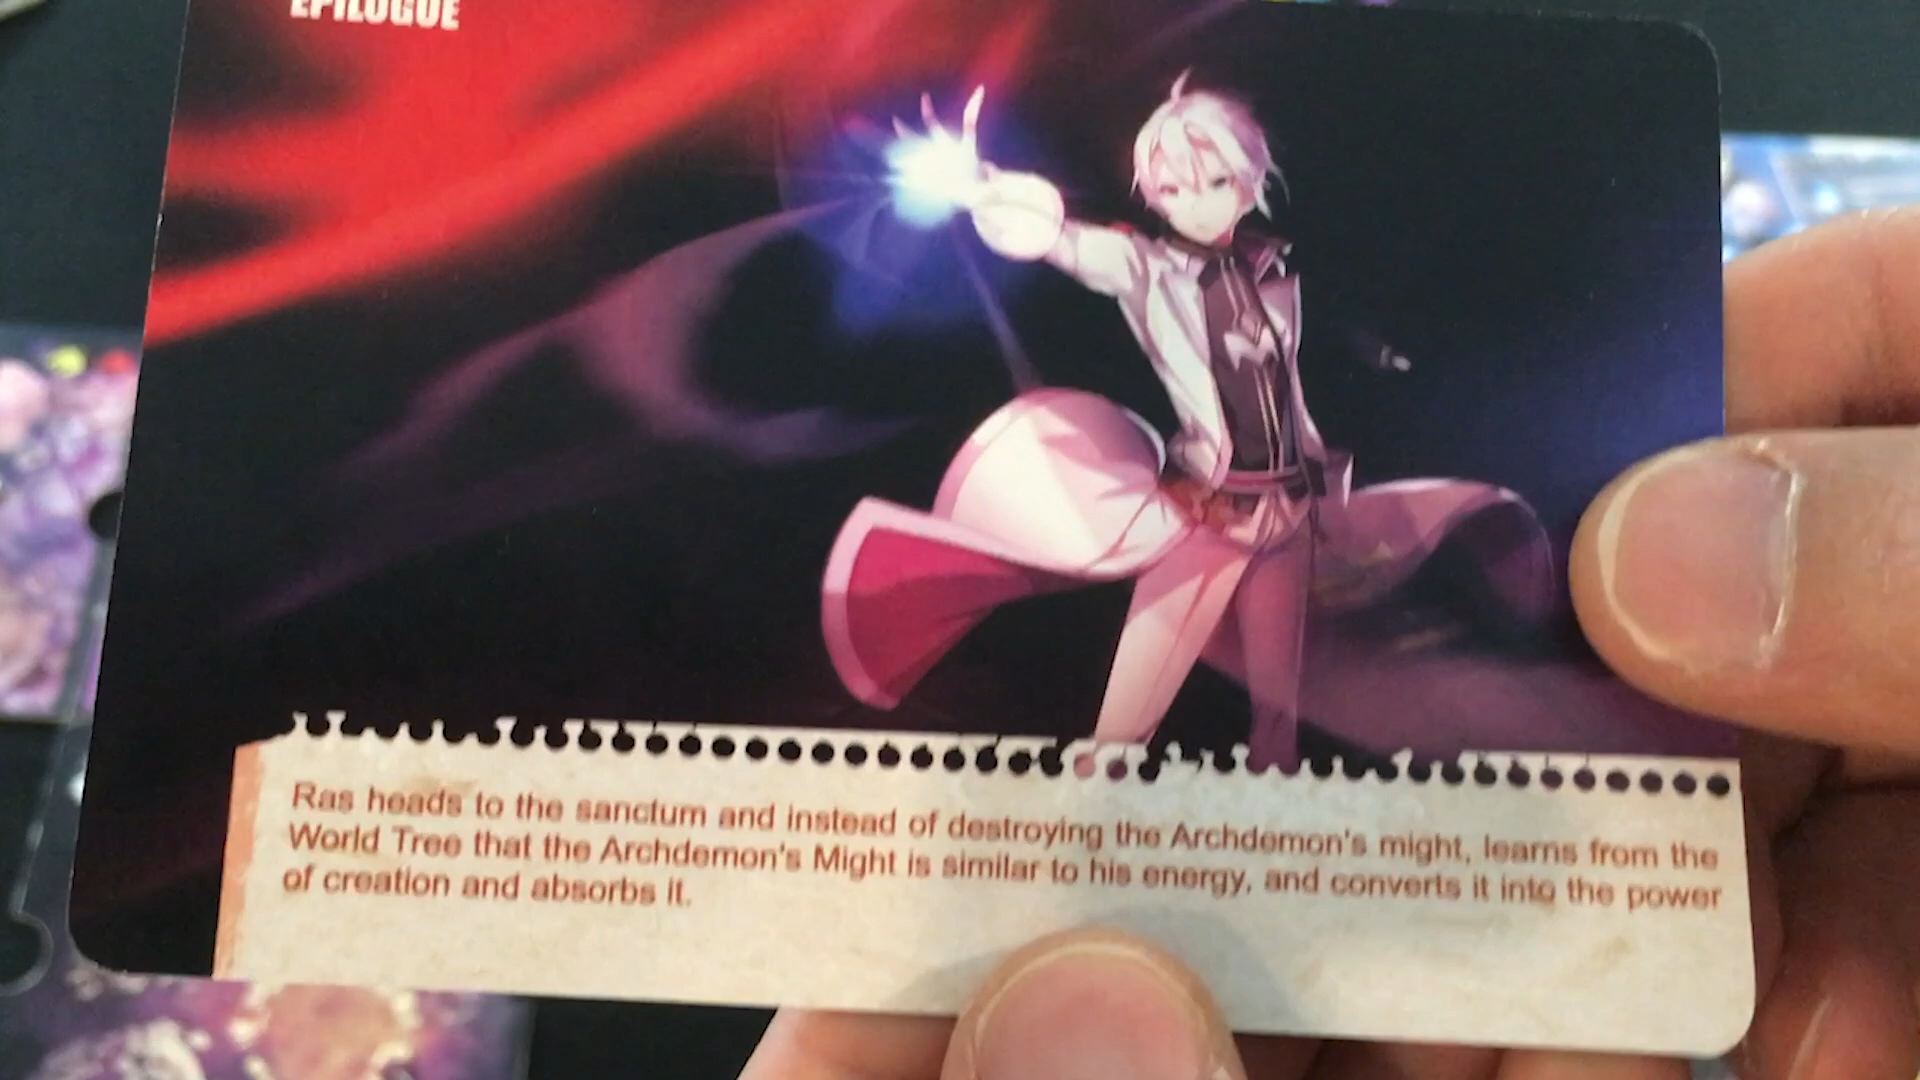 EPILOGUE
Ras heads to the sanctum and instead of destroying the Archdemon's might, learns from the
World Tree that the Archdemon's Might is similar to his energy, and converts it into the power
of creation and absorbs it.